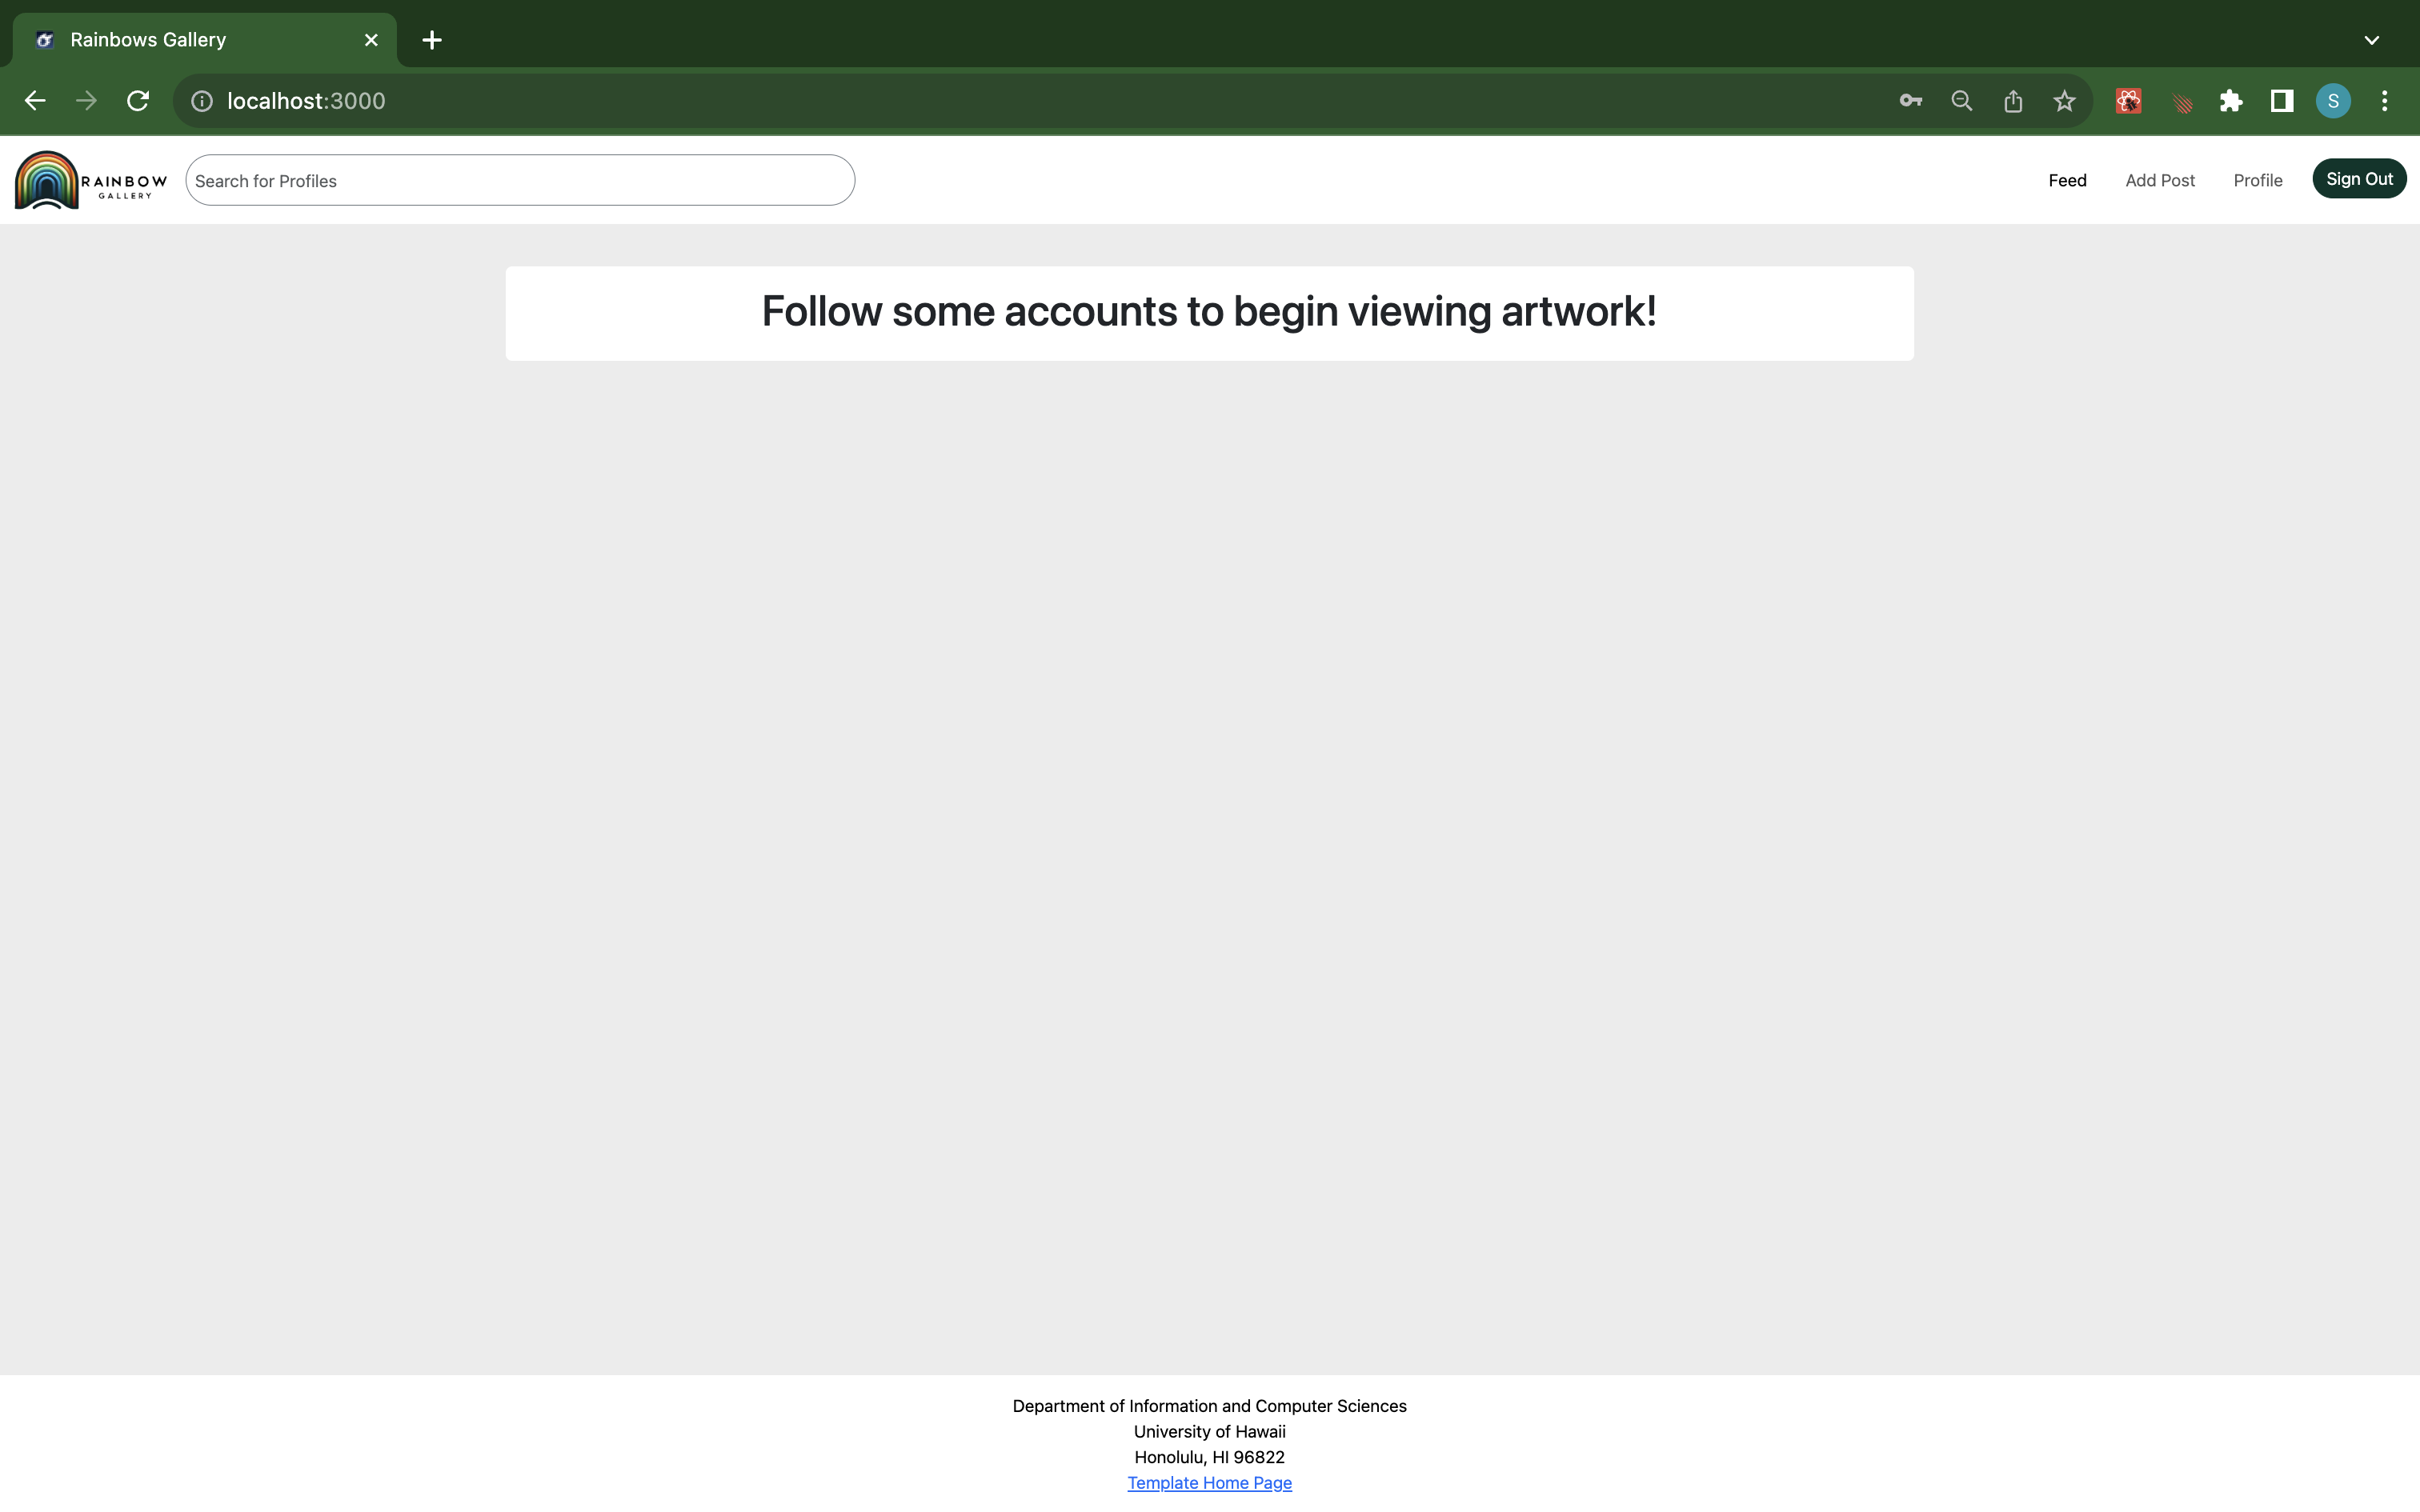 Rainbows Gallery
localhost:3000
S
RAINBOW
GALLERY
Search for Profiles
Feed
Add Post
Profile
Sign Out
Follow some accounts to begin viewing artwork!
Department of Information and Computer Sciences
University of Hawaii
Honolulu, HI 96822
Template Home Page